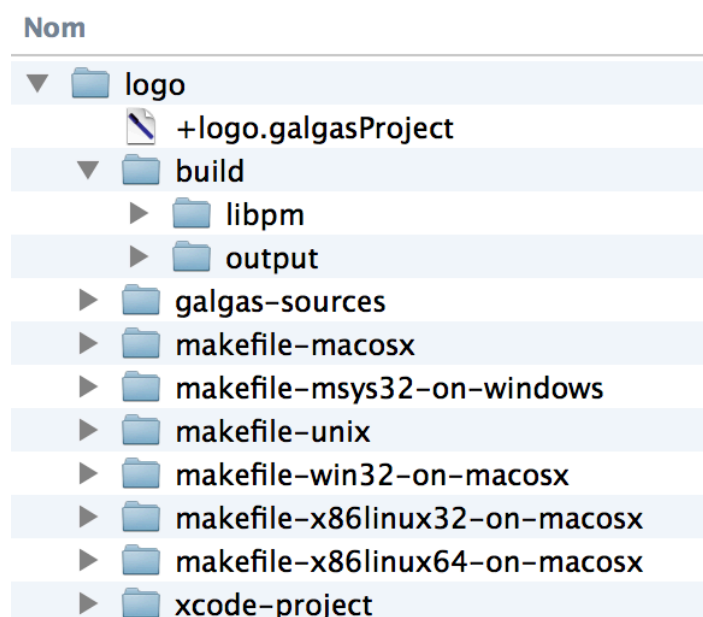 Nom
logo
+logo.galgasProject
build
libpm
output
galgas-sources
makefile-macosx
makefile-msys32-on-windows
makefile-unix
makefile-win32-on-macosx
makefile-x86linux32-on-macosx
makefile-x86linux64-on-macosx
xcode-project